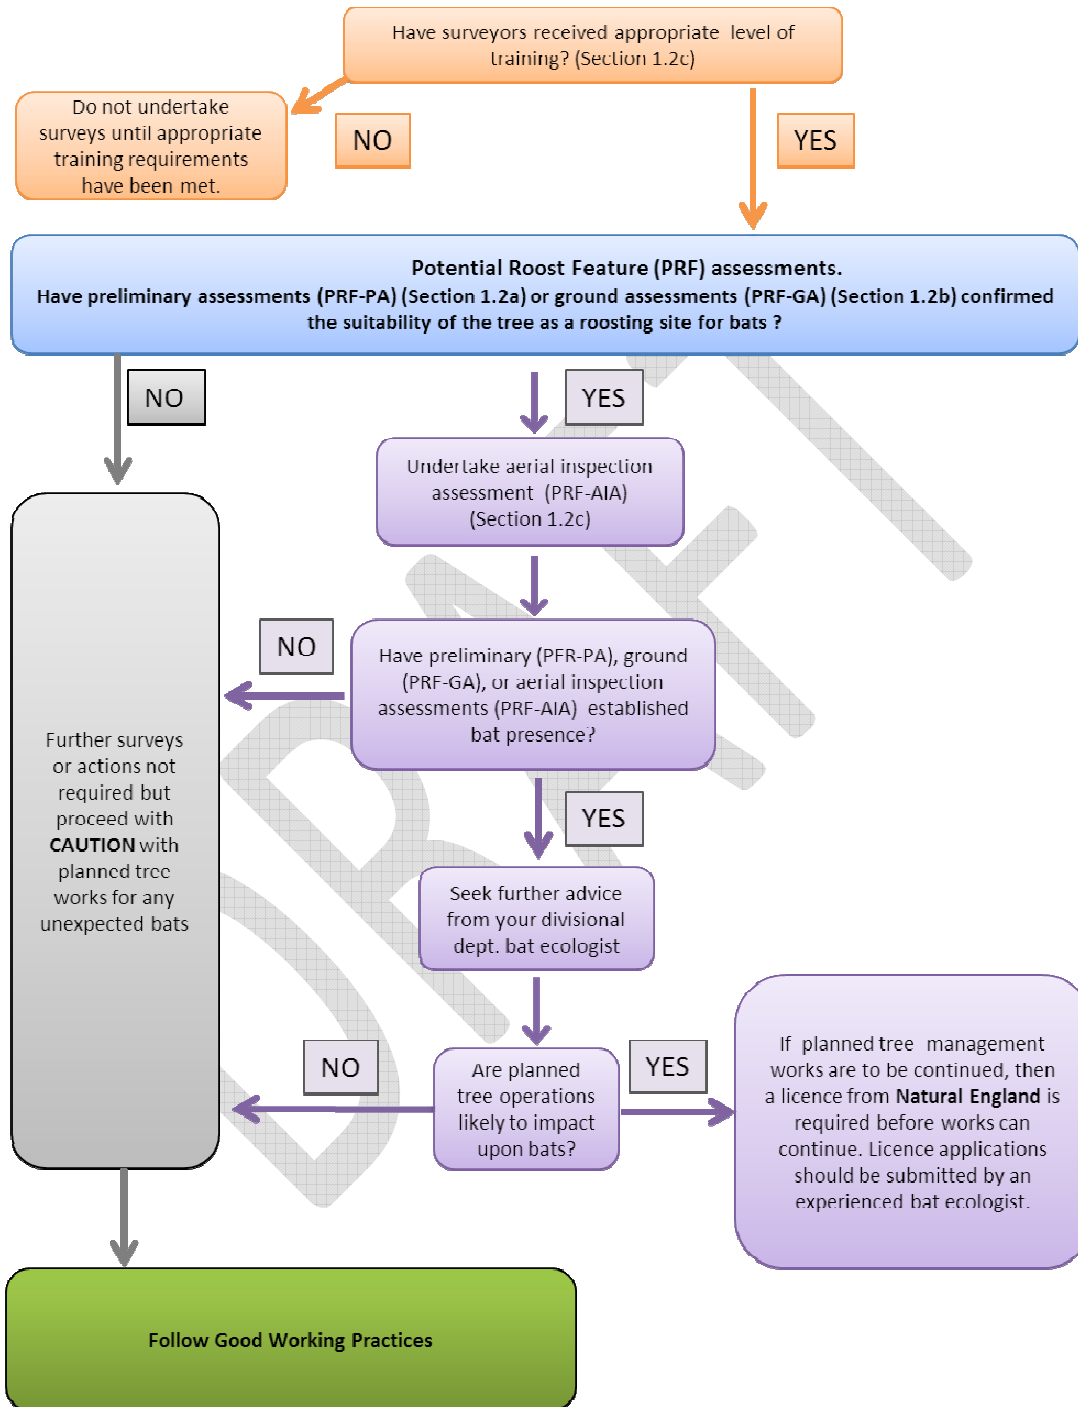 Have surveyors received appropriate level of
training? (Section 1.2c)
Do not undertake
surveys until appropriate
training requirements
have been met.
NO
YES
Potential Roost Feature (PRF) assessments.
Have preliminary assessments (PRF-PA) (Section 1.2a) or ground assessments (PRF-GA) (Section 1.2b) confirmed
the suitability of the tree as a roosting site for bats ?
NO
YES
Undertake aerial inspection
assessment (PRF-AIA)
(Section 1.2c)
NO
Have preliminary (PFR-PA), ground
(PRF-GA), or aerial inspection
assessments (PRF-AIA) established
bat presence?
Further surveys
or actions not
required but
proceed with
CAUTION with
planned tree
works for any
unexpected bats
YES
Seek further advice
from your divisional
dept. bat ecologist
NO
Are planned
tree operations
likely to impact
upon bats?
YES
If planned tree management
works are to be continued, then
a licence from Natural England is
required before works can
continue. Licence applications
should be submitted by an
experienced bat ecologist.
Follow Good Working Practices
DRAFT